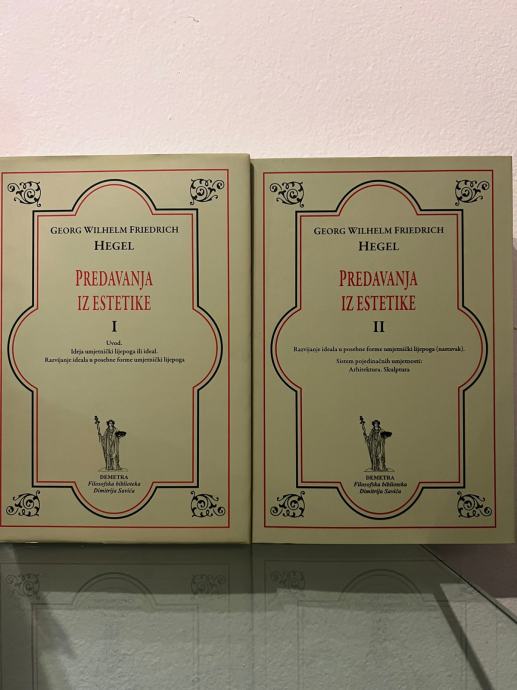 GEORG WILHELM FRIEDRICH
HEGEL
PREDAVANJA
IZ ESTETIKE
I
Uvod.
Ideja umjetnički lijepoga ili ideal.
Razvijanje ideala u posebne forme umjetnički lijepoga
DEMETRA
Filosofska biblioteka
Dimitrija Savića
GEORG WILHELM FRIEDRICH
HEGEL
PREDAVANJA
IZ ESTETIKE
II
Razvijanje ideala u posebne forme umjetnički lijepoga (nastavak).
Sistem pojedinačnih umjetnosti:
Arhitektura. Skulptura
DEMETRA
Filosofska biblioteka
Dimitrija Savića